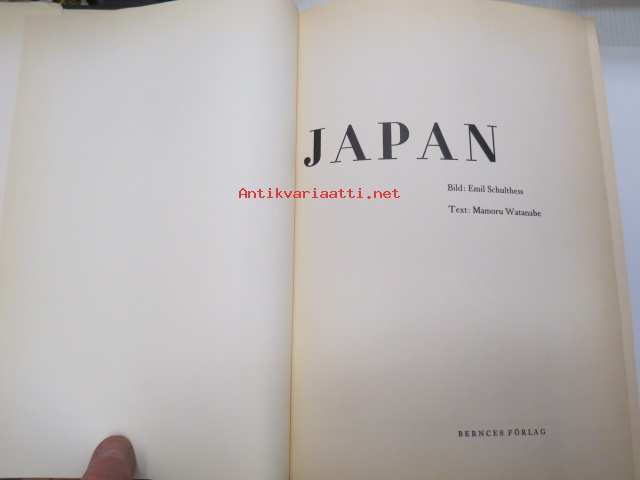 JAPAN
Antikvariaatti.net
Bild: Emil Schulthess
Text: Mamoru Watanabe
BERNCES FÖRLAG